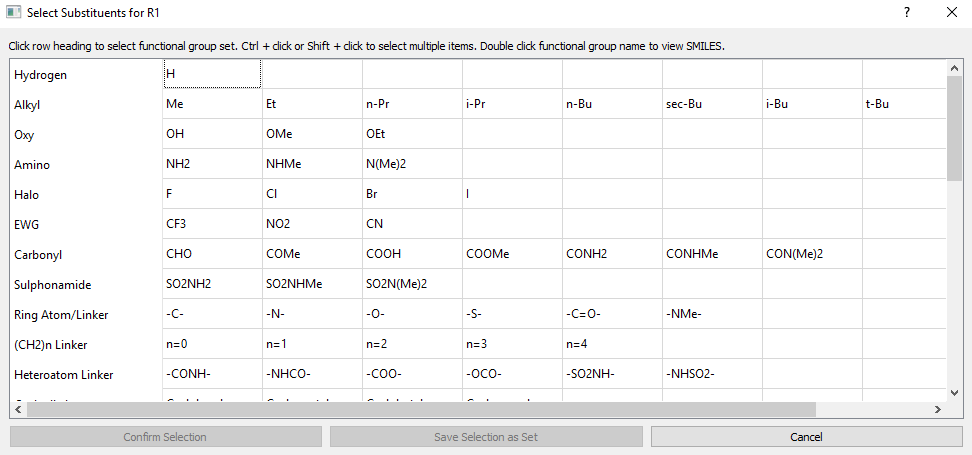 Select Substituents for R1
? ×
Click row heading to select functional group set. Ctrl + click or Shift + click to select multiple items. Double click functional group name to view SMILES.
Hydrogen H
Alkyl Me Et n-Pr i-Pr n-Bu sec-Bu i-Bu t-Bu
Oxy OH OMe OEt
Amino NH2 NHMe N(Me)2
Halo F Cl Br I
EWG CF3 NO2 CN
Carbonyl CHO COMe COOH COOMe CONH2 CONHMe CON(Me)2
Sulphonamide SO2NH2 SO2NHMe SO2N(Me)2
Ring Atom/Linker -C- -N- -O- -S- -C=O- -NMe-
(CH2)n Linker n=0 n=1 n=2 n=3 n=4
Heteroatom Linker -CONH- -NHCO- -COO- -OCO- -SO2NH- -NHSO2-
Confirm Selection Save Selection as Set Cancel